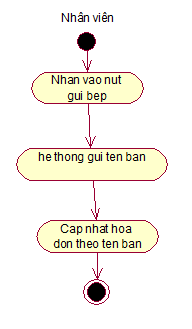 Nhân viên
Nhan vao nut
gui bep
he thong gui ten ban
Cap nhat hoa
don theo ten ban